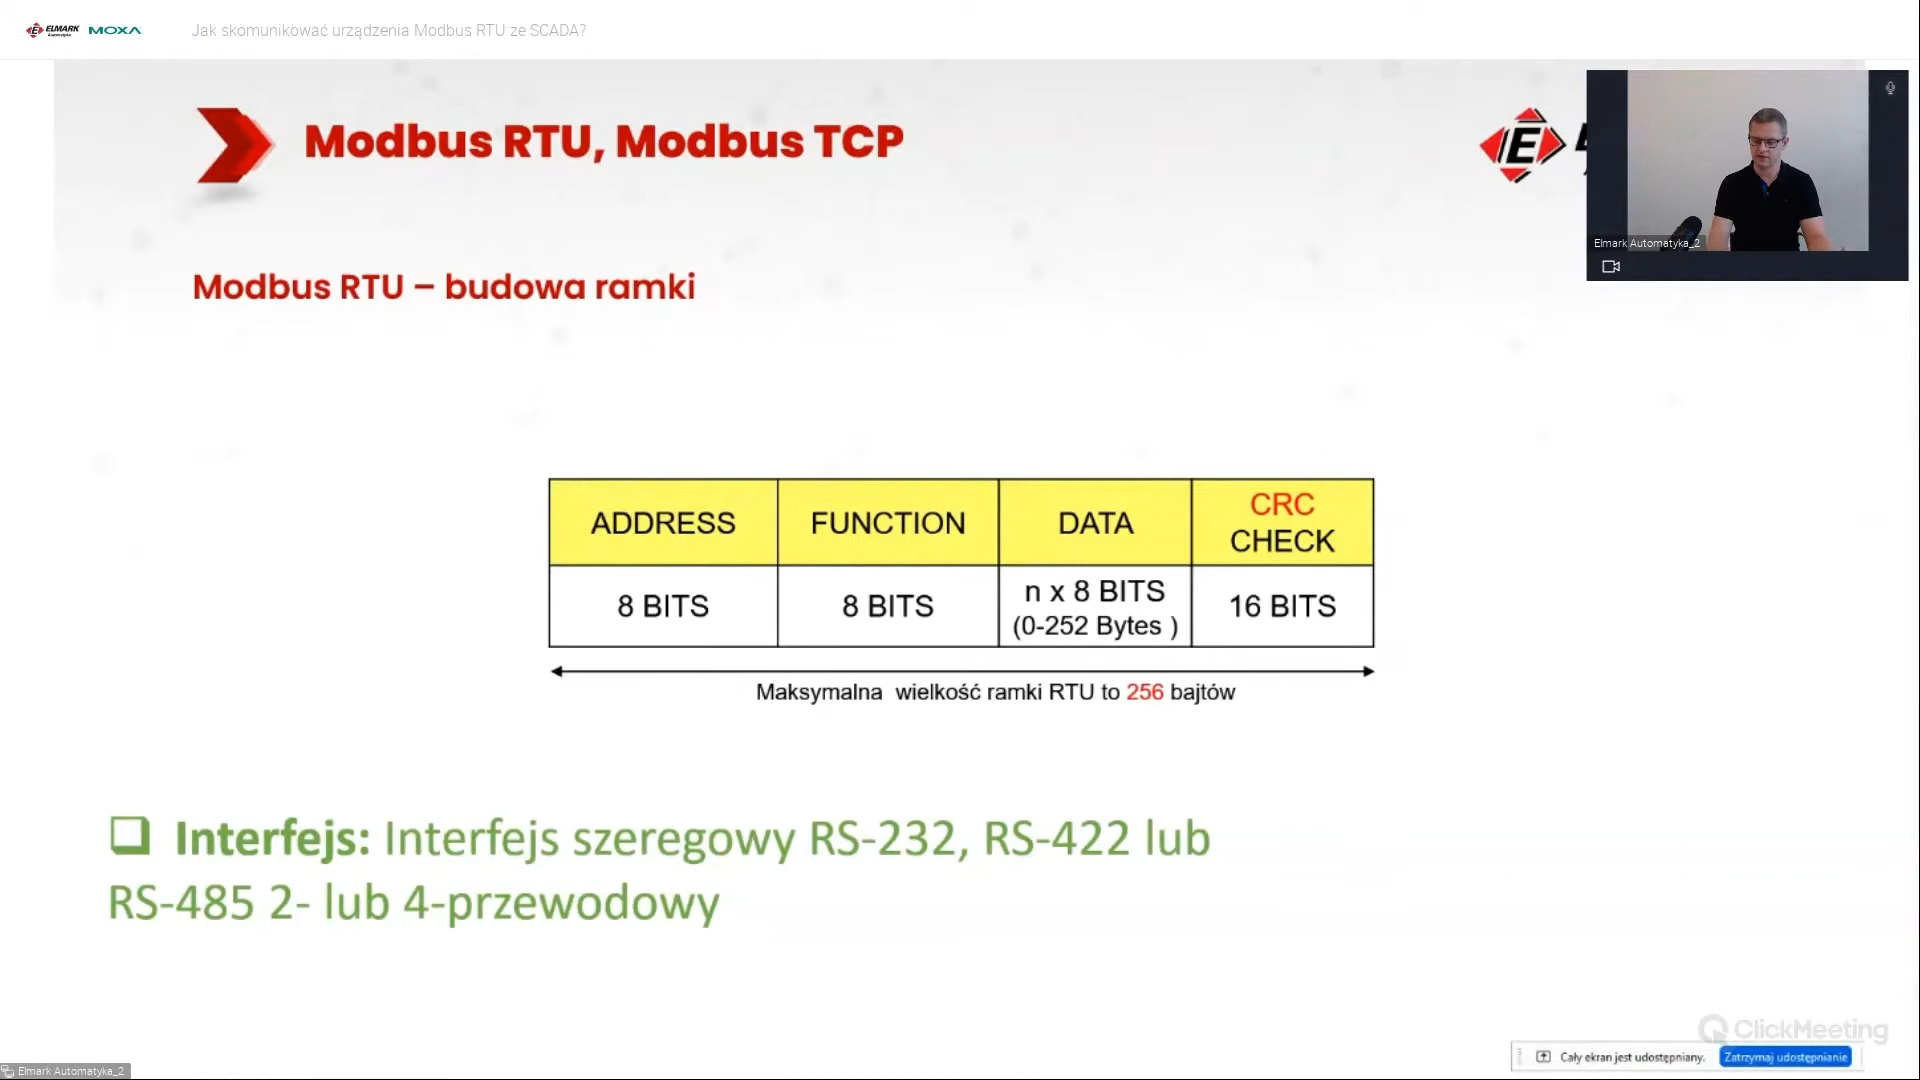 ELMARK
Automatyka
MOXA
Jak skomunikować urządzenia Modbus RTU ze SCADA?
Modbus RTU, Modbus TCP
E
Elmark Automatyka_2
Modbus RTU – budowa ramki
ADDRESS
FUNCTION
DATA
CRC
CHECK
8 BITS
8 BITS
n x 8 BITS
(0-252 Bytes )
16 BITS
Maksymalna wielkość ramki RTU to 256 bajtów
Interfejs: Interfejs szeregowy RS-232, RS-422 lub
RS-485 2- lub 4-przewodowy
ClickMeeting
Cały ekran jest udostępniany.
Zatrzymaj udostępnianie
Elmark Automatyka_2